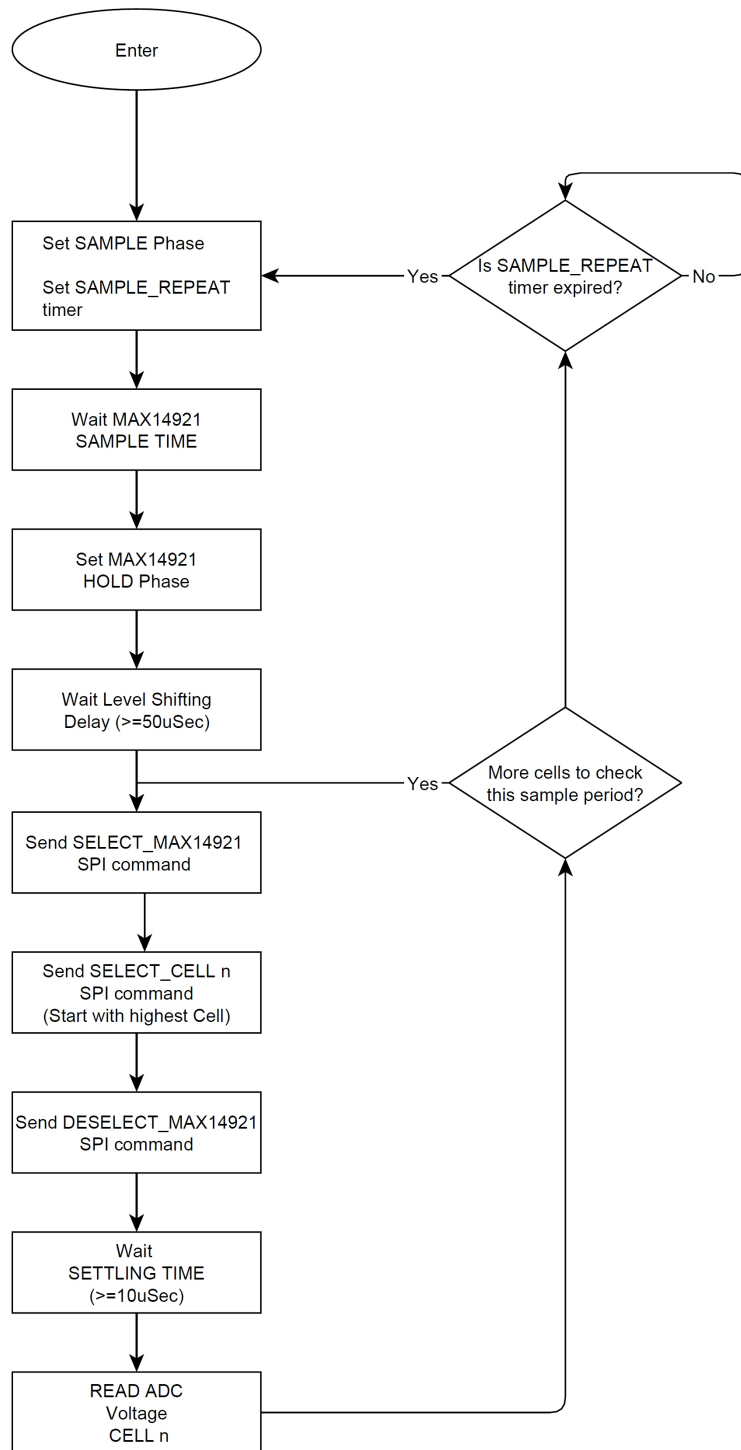 Enter
Set SAMPLE Phase
Set SAMPLE_REPEAT
timer
Is SAMPLE_REPEAT
timer expired?
Yes
No
Wait MAX14921
SAMPLE TIME
Set MAX14921
HOLD Phase
Wait Level Shifting
Delay (>=50uSec)
More cells to check
this sample period?
Yes
Send SELECT_MAX14921
SPI command
Send SELECT_CELL n
SPI command
(Start with highest Cell)
Send DESELECT_MAX14921
SPI command
Wait
SETTLING TIME
(>=10uSec)
READ ADC
Voltage
CELL n